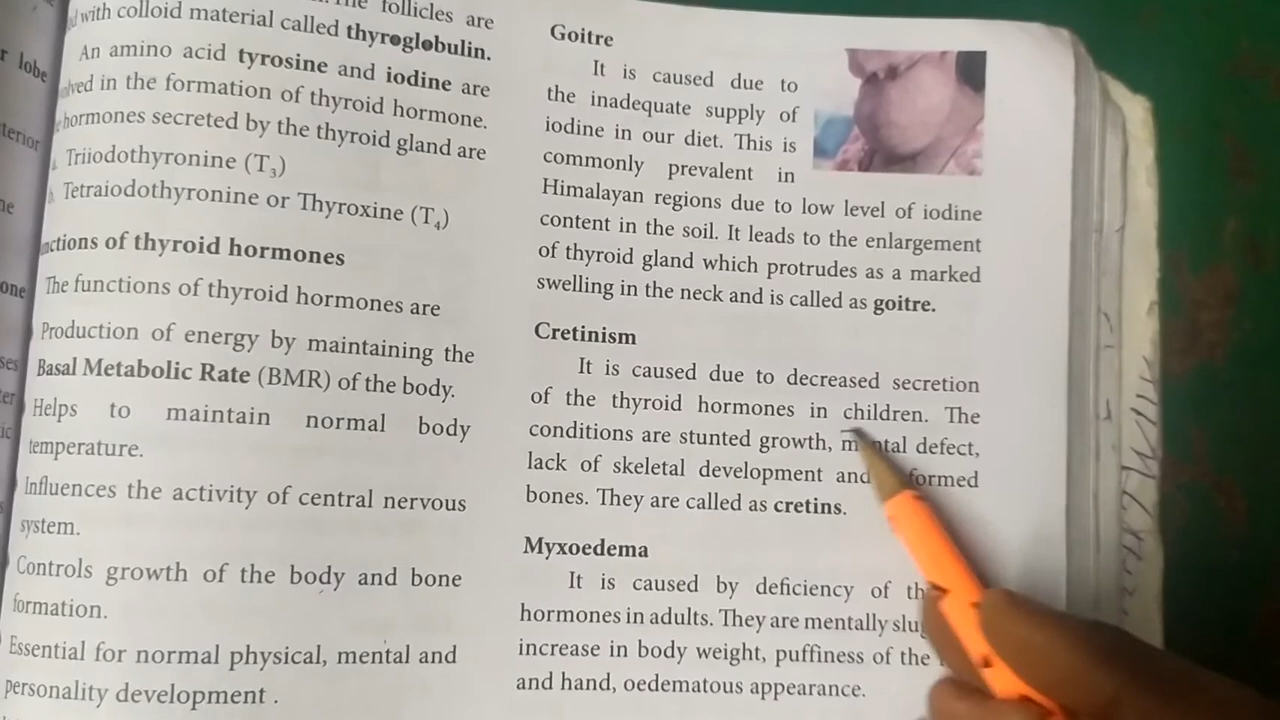 The follicles are
with colloid material called thyroglobulin.
An amino acid tyrosine and iodine are
in the formation of thyroid hormone.
hormones secreted by the thyroid gland are
Triiodothyronine (T3)
Tetraiodothyronine or Thyroxine (T4)
of thyroid hormones
The functions of thyroid hormones are
Production of energy by maintaining the
Basal Metabolic Rate (BMR) of the body.
Helps to maintain normal body
temperature.
Influences the activity of central nervous
system.
Controls growth of the body and bone
formation.
Essential for normal physical, mental and
personality development .
Goitre
It is caused due to
the inadequate supply of
iodine in our diet. This is
commonly prevalent in
Himalayan regions due to low level of iodine
content in the soil. It leads to the enlargement
of thyroid gland which protrudes as a marked
swelling in the neck and is called as goitre.
Cretinism
It is caused due to decreased secretion
of the thyroid hormones in children. The
conditions are stunted growth, mental defect,
lack of skeletal development and
bones. They are called as cretins.
Myxoedema
It is caused by deficiency of
hormones in adults. They are mentally
increase in body weight, puffiness of the
and hand, oedematous appearance.
lobe